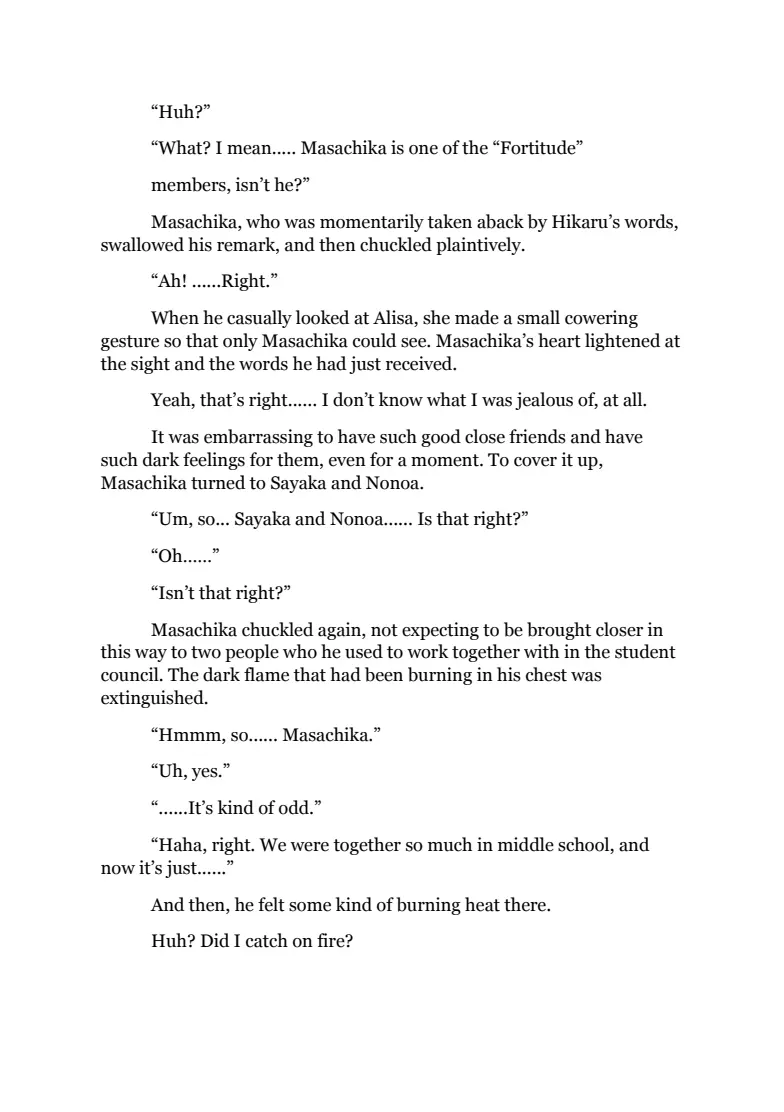 “Huh?”
“What? I mean..... Masachika is one of the “Fortitude”
members, isn’t he?”
Masachika, who was momentarily taken aback by Hikaru’s words,
swallowed his remark, and then chuckled plaintively.
“Ah! ......Right.”
When he casually looked at Alisa, she made a small cowering
gesture so that only Masachika could see. Masachika’s heart lightened at
the sight and the words he had just received.
Yeah, that’s right...... I don’t know what I was jealous of, at all.
It was embarrassing to have such good close friends and have
such dark feelings for them, even for a moment. To cover it up,
Masachika turned to Sayaka and Nonoa.
“Um, so... Sayaka and Nonoa...... Is that right?”
“Oh......”
“Isn’t that right?”
Masachika chuckled again, not expecting to be brought closer in
this way to two people who he used to work together with in the student
council. The dark flame that had been burning in his chest was
extinguished.
“Hmmm, so...... Masachika.”
“Uh, yes.”
“......It’s kind of odd.”
“Haha, right. We were together so much in middle school, and
now it’s just......”
And then, he felt some kind of burning heat there.
Huh? Did I catch on fire?